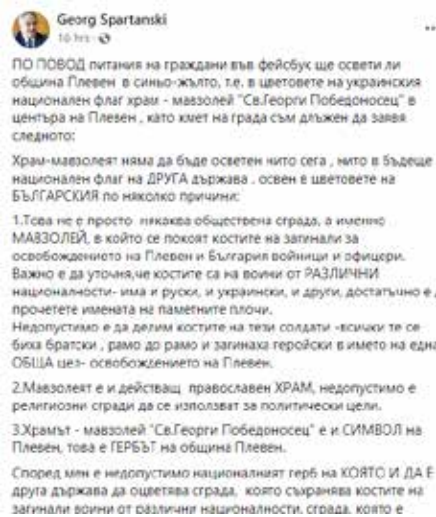 Georg Spartanski
10 hrs
ПО ПОВОД питания на граждани във фейсбук ще освети ли
община Плевен в синьо-жълто, т.е. в цветовете на украинския
национален флаг храм - мавзолей "Св.Георги Победоносец" в
центъра на Плевен , като кмет на града съм длъжен да заявя
следното:
Храм-мавзолеят няма да бъде осветен нито сега , нито в бъдеще
национален флаг на ДРУГА държава , освен в цветовете на
БЪЛГАРСКИЯ по няколко причини:
1.Това не е просто някаква обществена сграда, а именно
МАВЗОЛЕЙ, в който се покоят костите на загинали за
освобождението на Плевен и България войници и офицери.
Важно е да уточня,че костите са на воини от РАЗЛИЧНИ
националности- има и руски, и украински, и други, достатъчно е
прочетете имената на паметните плочи.
Недопустимо е да делим костите на тези солдати -всички те се
биха братски , рамо до рамо и загинаха геройски в името на една
ОБЩА цел- освобождението на Плевен.
2.Мавзолеят е и действащ православен ХРАМ, недопустимо е
религиозни сгради да се използват за политически цели.
3.Храмът - мавзолей "Св.Георги Победоносец" е и СИМВОЛ на
Плевен, това е ГЕРБЪТ на община Плевен.
Според мен е недопустимо националният герб на КОЯТО И ДА Е
друга държава да оцветява сграда, която съхранява костите на
загинали воини от различни националности, сграда, която е